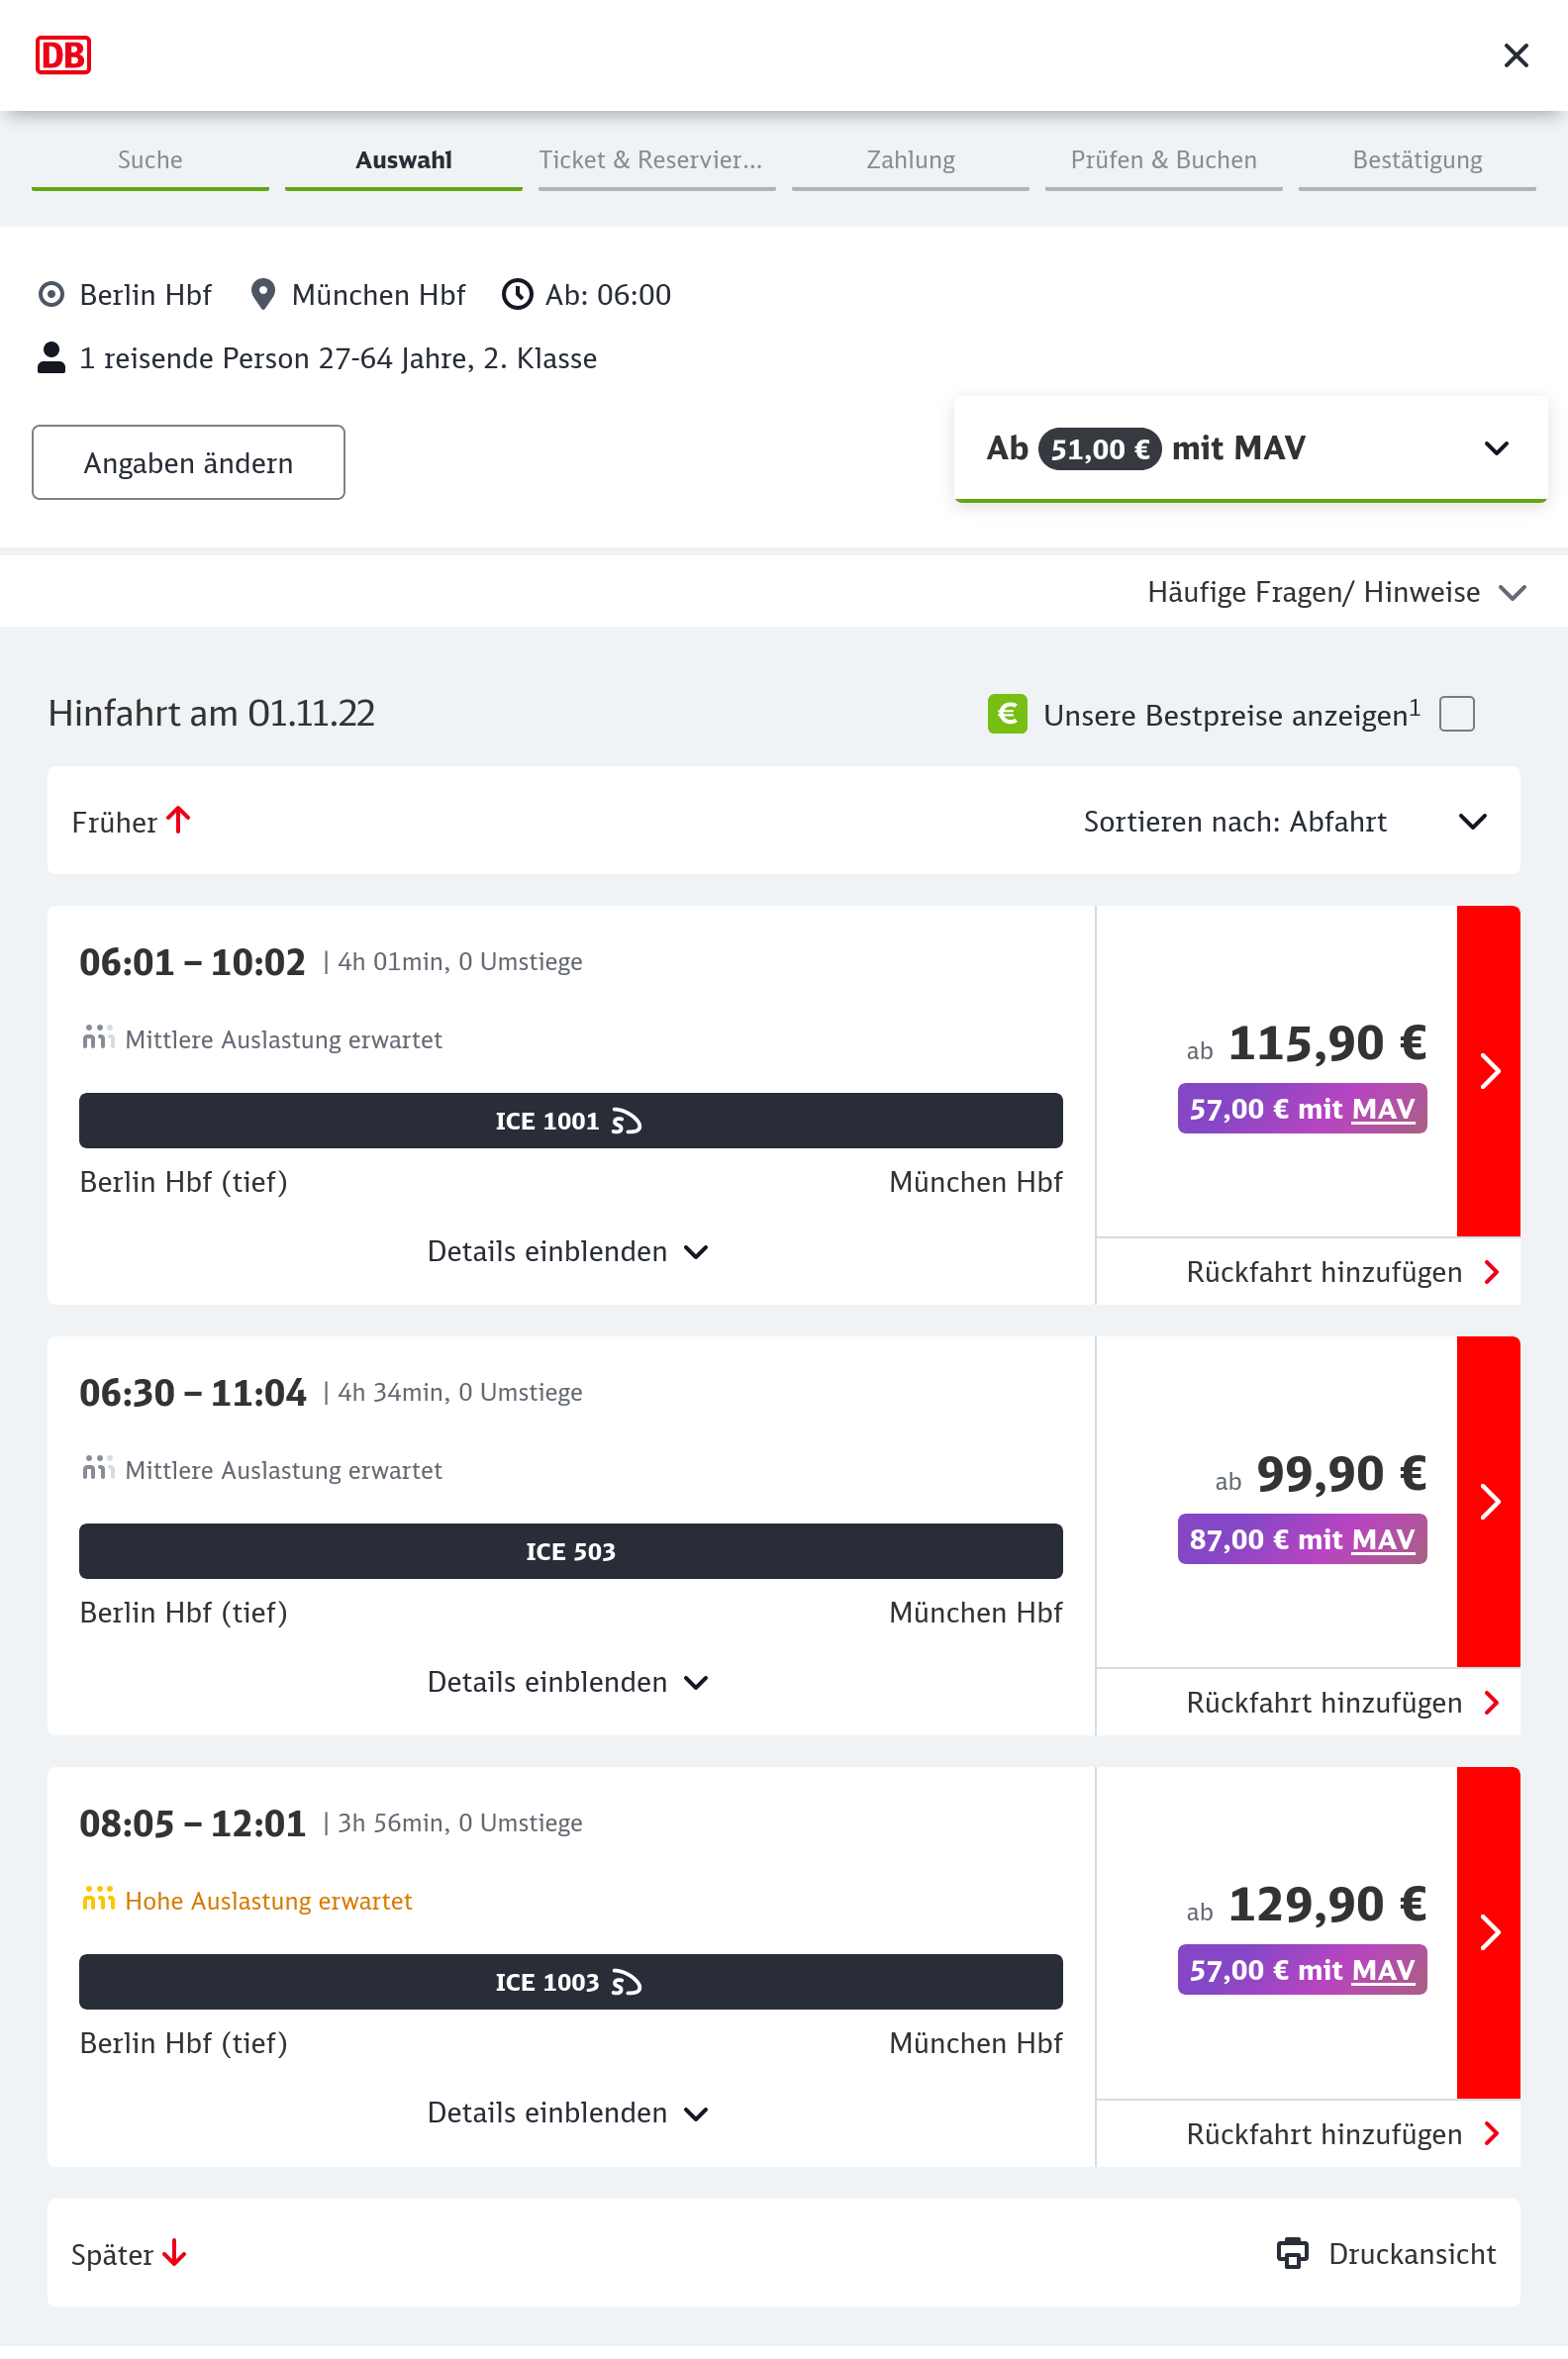 DB
Suche
Auswahl
Ticket & Reservier...
Zahlung
Prüfen & Buchen
Bestätigung
Berlin Hbf München Hbf Ab: 06:00
1 reisende Person 27-64 Jahre, 2. Klasse
Angaben ändern
Ab 51,00 € mit MAV
Häufige Fragen/ Hinweise
Hinfahrt am 01.11.22
€ Unsere Bestpreise anzeigen1
Früher
Sortieren nach: Abfahrt
06:01 – 10:02 | 4h 01min, 0 Umstiege
Mittlere Auslastung erwartet
ICE 1001 S
Berlin Hbf (tief)
München Hbf
Details einblenden
ab 115,90 €
57,00 € mit MAV
Rückfahrt hinzufügen
06:30 – 11:04 | 4h 34min, 0 Umstiege
Mittlere Auslastung erwartet
ICE 503
Berlin Hbf (tief)
München Hbf
Details einblenden
ab 99,90 €
87,00 € mit MAV
Rückfahrt hinzufügen
08:05 – 12:01 | 3h 56min, 0 Umstiege
Hohe Auslastung erwartet
ICE 1003 S
Berlin Hbf (tief)
München Hbf
Details einblenden
ab 129,90 €
57,00 € mit MAV
Rückfahrt hinzufügen
Später
Druckansicht